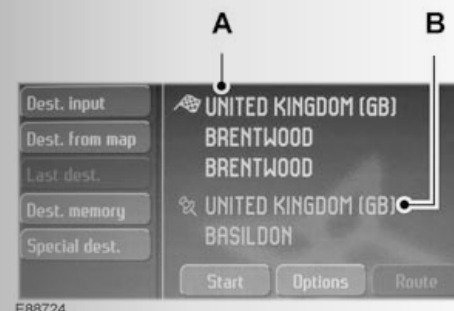 A
B
Dest. input
Dest. from map
Last dest.
Dest. memory
Special dest.
UNITED KINGDOM (GB)
BRENTWOOD
BRENTWOOD
UNITED KINGDOM (GB)
BASILDON
Start
Options
Route
E88724